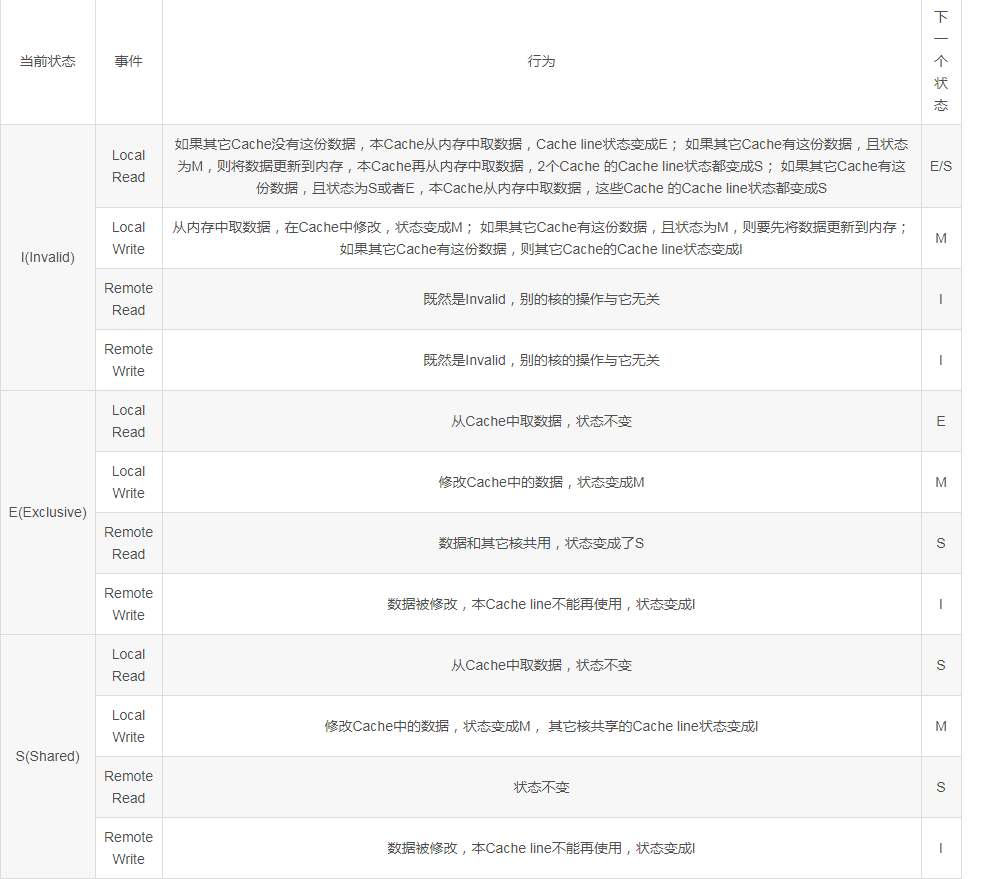 当前状态
事件
行为
下
一
个
状
态
I(Invalid)
Local
Read
如果其它Cache没有这份数据，本Cache从内存中取数据，Cache line状态变成E； 如果其它Cache有这份数据，且状态
为M，则将数据更新到内存，本Cache再从内存中取数据，2个Cache 的Cache line状态都变成S； 如果其它Cache有这
份数据，且状态为S或者E，本Cache从内存中取数据，这些Cache 的Cache line状态都变成S
E/S
Local
Write
从内存中取数据，在Cache中修改，状态变成M； 如果其它Cache有这份数据，且状态为M，则要先将数据更新到内存；
如果其它Cache有这份数据，则其它Cache的Cache line状态变成I
M
Remote
Read
既然是Invalid，别的核的操作与它无关
I
Remote
Write
既然是Invalid，别的核的操作与它无关
I
E(Exclusive)
Local
Read
从Cache中取数据，状态不变
E
Local
Write
修改Cache中的数据，状态变成M
M
Remote
Read
数据和其它核共用，状态变成了S
S
Remote
Write
数据被修改，本Cache line不能再使用，状态变成I
I
S(Shared)
Local
Read
从Cache中取数据，状态不变
S
Local
Write
修改Cache中的数据，状态变成M， 其它核共享的Cache line状态变成I
M
Remote
Read
状态不变
S
Remote
Write
数据被修改，本Cache line不能再使用，状态变成I
I